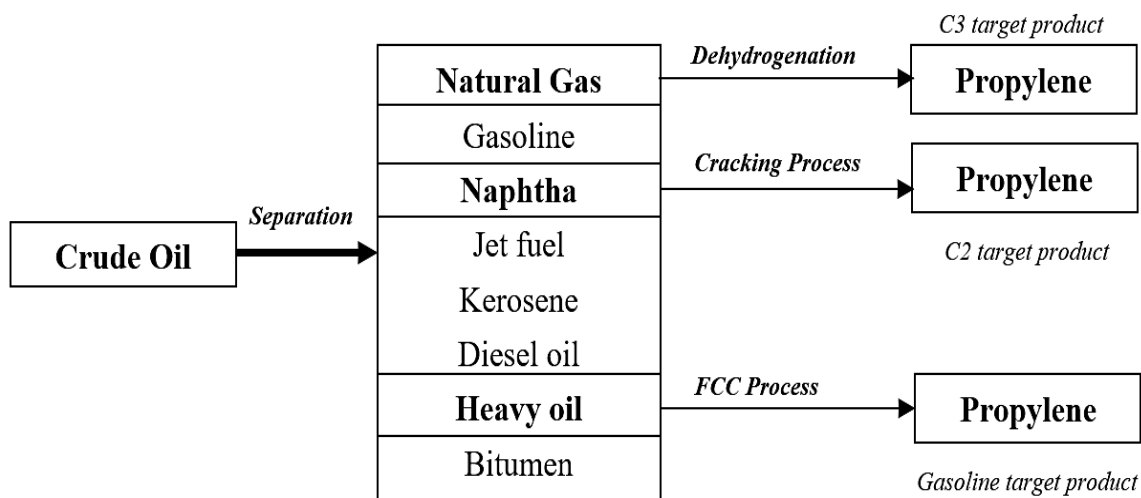 C3 target product
Dehydrogenation
Natural Gas
Propylene
Gasoline
Cracking Process
Naphtha
Propylene
Separation
Crude Oil
Jet fuel
C2 target product
Kerosene
Diesel oil
FCC Process
Heavy oil
Propylene
Bitumen
Gasoline target product